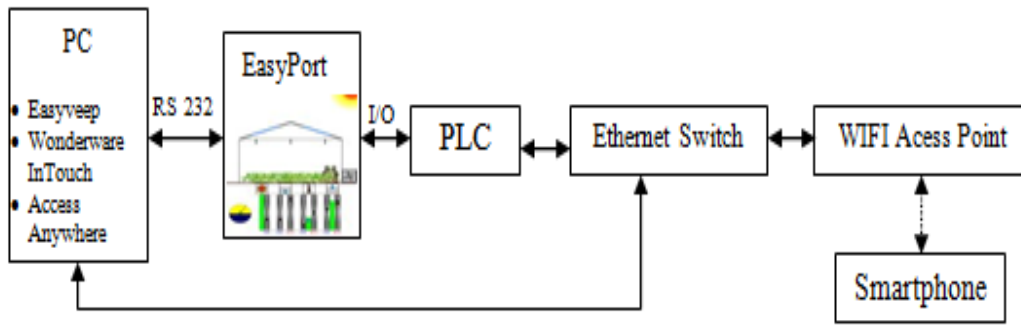 PC
• Easyveep
• Wonderware
InTouch
• Access
Anywhere
RS 232
EasyPort
I/O
PLC
Ethernet Switch
WIFI Acess Point
Smartphone